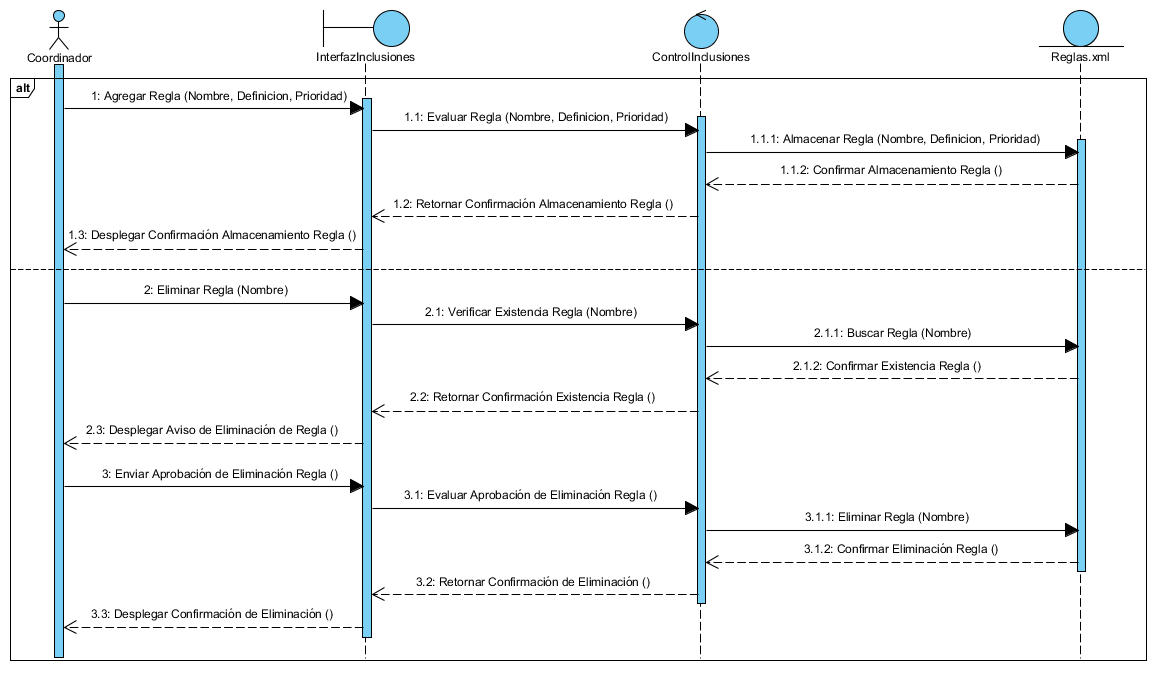 Coordinador
InterfazInclusiones
ControlInclusiones
Reglas.xml
alt
1: Agregar Regla (Nombre, Definicion, Prioridad)
1.1: Evaluar Regla (Nombre, Definicion, Prioridad)
1.1.1: Almacenar Regla (Nombre, Definicion, Prioridad)
1.1.2: Confirmar Almacenamiento Regla ()
1.2: Retornar Confirmación Almacenamiento Regla ()
1.3: Desplegar Confirmación Almacenamiento Regla ()
2: Eliminar Regla (Nombre)
2.1: Verificar Existencia Regla (Nombre)
2.1.1: Buscar Regla (Nombre)
2.1.2: Confirmar Existencia Regla ()
2.2: Retornar Confirmación Existencia Regla ()
2.3: Desplegar Aviso de Eliminación de Regla ()
3: Enviar Aprobación de Eliminación Regla ()
3.1: Evaluar Aprobación de Eliminación Regla ()
3.1.1: Eliminar Regla (Nombre)
3.1.2: Confirmar Eliminación Regla ()
3.2: Retornar Confirmación de Eliminación ()
3.3: Desplegar Confirmación de Eliminación ()